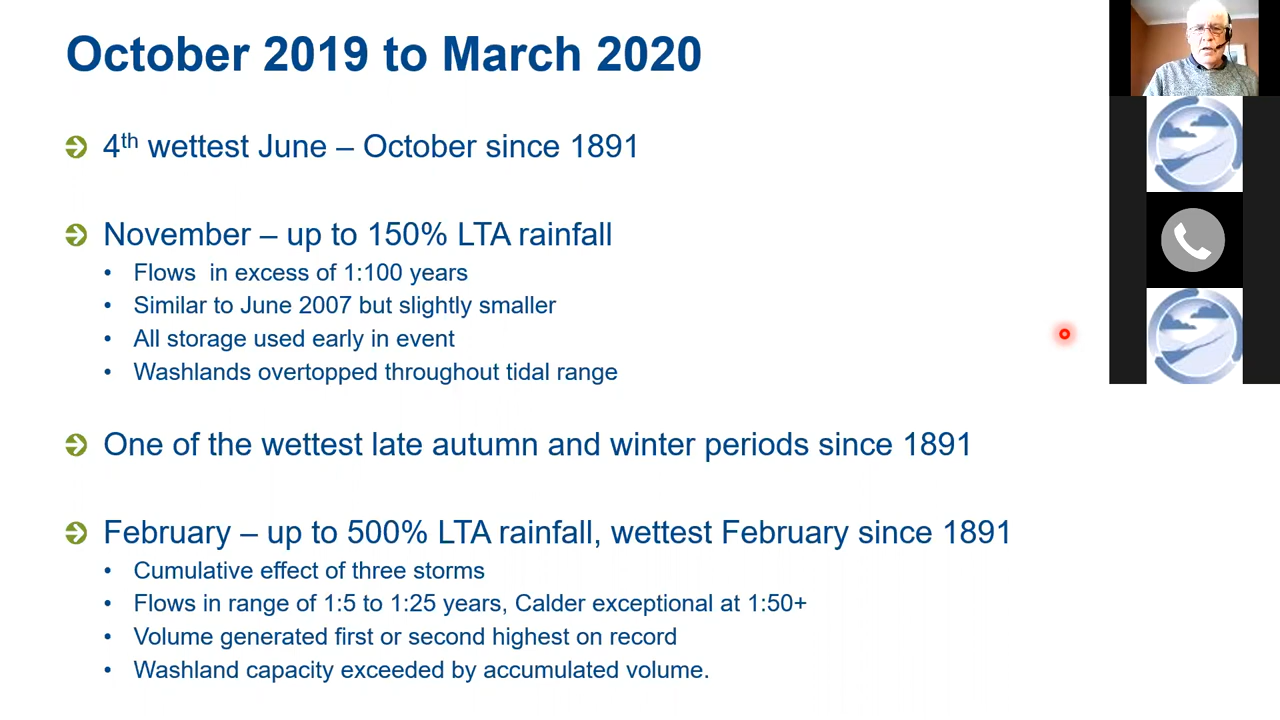 October 2019 to March 2020
4th wettest June – October since 1891
November – up to 150% LTA rainfall
• Flows in excess of 1:100 years
• Similar to June 2007 but slightly smaller
• All storage used early in event
• Washlands overtopped throughout tidal range
One of the wettest late autumn and winter periods since 1891
February – up to 500% LTA rainfall, wettest February since 1891
• Cumulative effect of three storms
• Flows in range of 1:5 to 1:25 years, Calder exceptional at 1:50+
• Volume generated first or second highest on record
• Washland capacity exceeded by accumulated volume.